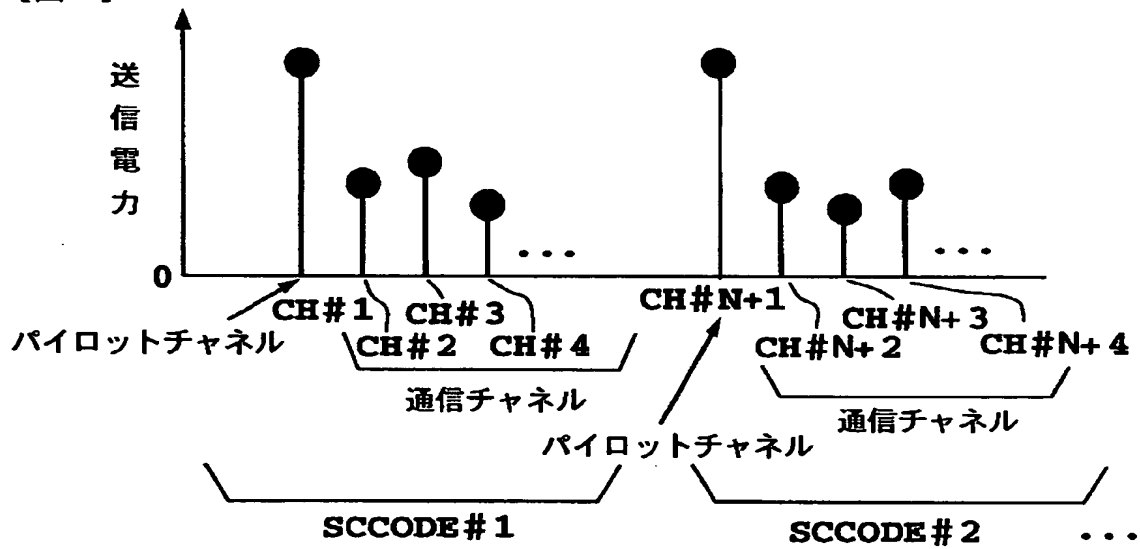 送信電力
0
CH#1
CH#2
CH#3
CH#4
...
CH#N+1
CH#N+2
CH#N+3
CH#N+4
...
パイロットチャネル
通信チャネル
パイロットチャネル
通信チャネル
SCCODE#1
SCCODE#2
...